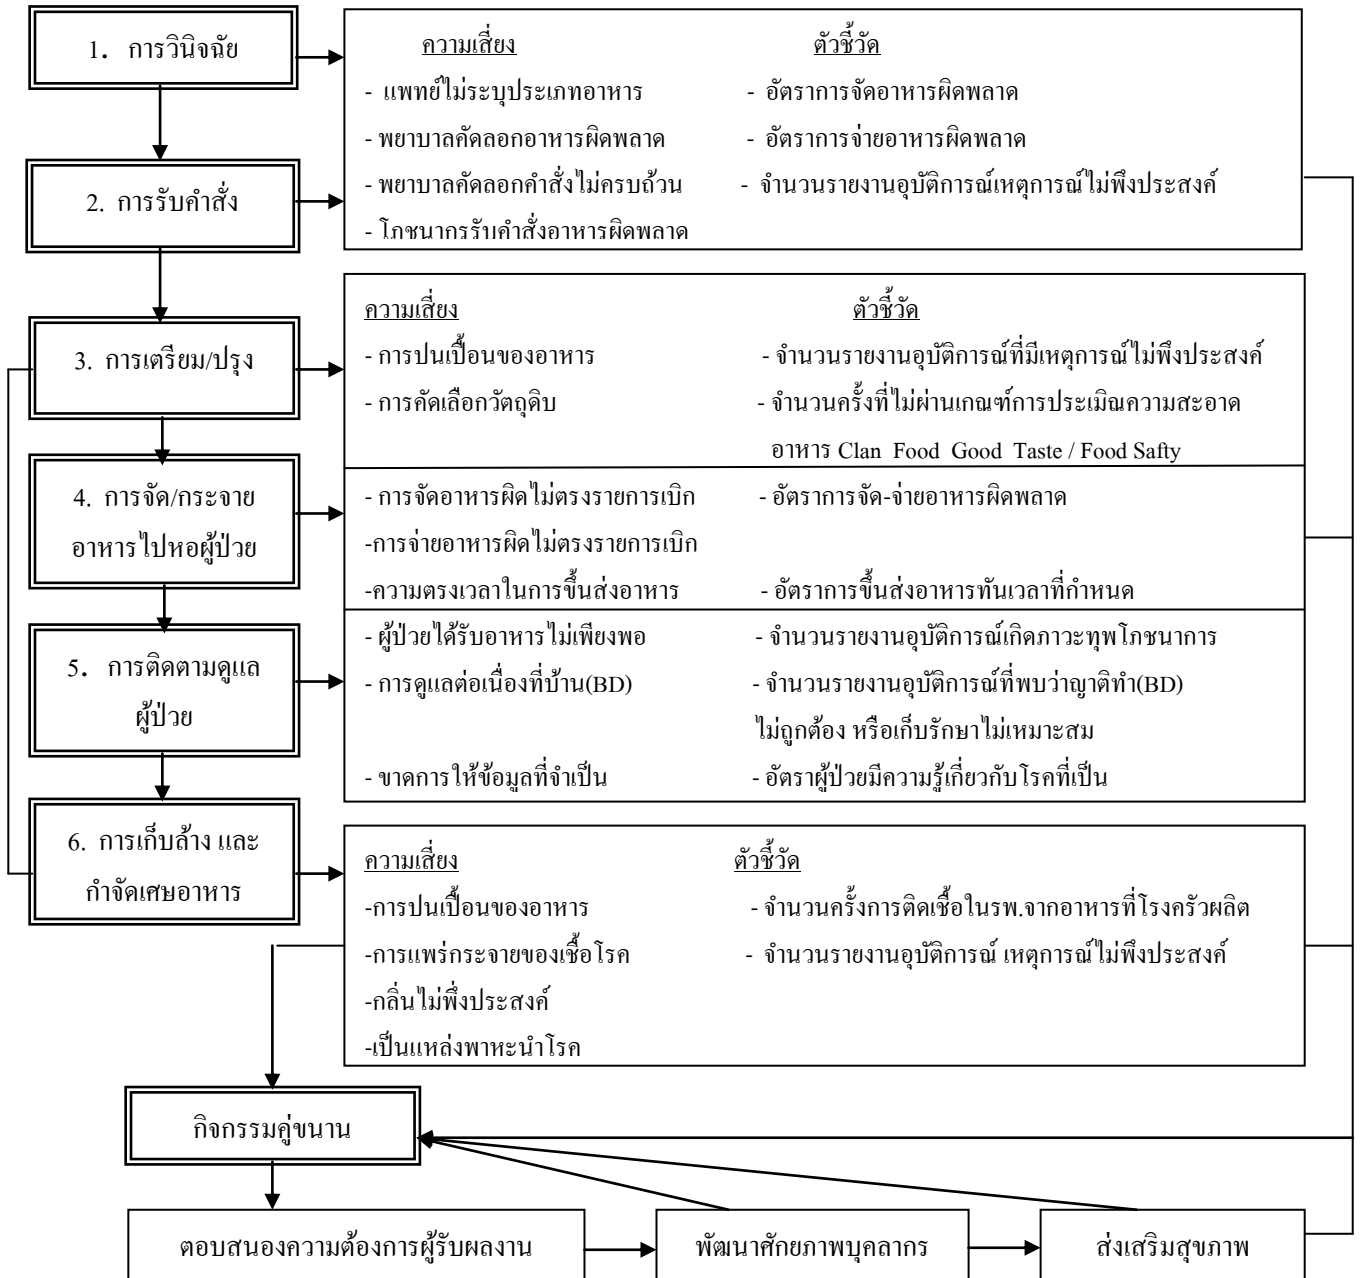 1. การวินิจฉัย
ความเสี่ยง ตัวชี้วัด
- แพทย์ไม่ระบุประเภทอาหาร - อัตราการจัดอาหารผิดพลาด
- พยาบาลคัดลอกอาหารผิดพลาด - อัตราการจ่ายอาหารผิดพลาด
2. การรับคำสั่ง
- พยาบาลคัดลอกคำสั่งไม่ครบถ้วน - จำนวนรายงานอุบัติการณ์เหตุการณ์ไม่พึงประสงค์
- โภชนากรรับคำสั่งอาหารผิดพลาด
3. การเตรียม/ปรุง
ความเสี่ยง ตัวชี้วัด
- การปนเปื้อนของอาหาร - จำนวนรายงานอุบัติการณ์ที่มีเหตุการณ์ไม่พึงประสงค์
- การคัดเลือกวัตถุดิบ - จำนวนครั้งที่ไม่ผ่านเกณฑ์การประเมิณความสะอาด
อาหาร Clan Food Good Taste / Food Safty
4. การจัด/กระจาย
อาหารไปหอผู้ป่วย
- การจัดอาหารผิดไม่ตรงรายการเบิก - อัตราการจัด-จ่ายอาหารผิดพลาด
-การจ่ายอาหารผิดไม่ตรงรายการเบิก
-ความตรงเวลาในการขึ้นส่งอาหาร - อัตราการขึ้นส่งอาหารทันเวลาที่กำหนด
5. การติดตามดูแล
ผู้ป่วย
- ผู้ป่วยได้รับอาหารไม่เพียงพอ - จำนวนรายงานอุบัติการณ์เกิดภาวะทุพโภชนาการ
- การดูแลต่อเนื่องที่บ้าน(BD) - จำนวนรายงานอุบัติการณ์ที่พบว่าญาติทำ(BD)
ไม่ถูกต้อง หรือเก็บรักษาไม่เหมาะสม
- ขาดการให้ข้อมูลที่จำเป็น - อัตราผู้ป่วยมีความรู้เกี่ยวกับโรคที่เป็น
6. การเก็บล้าง และ
กำจัดเศษอาหาร
ความเสี่ยง ตัวชี้วัด
-การปนเปื้อนของอาหาร - จำนวนครั้งการติดเชื้อในรพ.จากอาหารที่โรงครัวผลิต
-การแพร่กระจายของเชื้อโรค - จำนวนรายงานอุบัติการณ์ เหตุการณ์ไม่พึงประสงค์
-กลิ่นไม่พึ่งประสงค์
-เป็นแหล่งพาหะนำโรค
กิจกรรมคู่ขนาน
ตอบสนองความต้องการผู้รับผลงาน พัฒนาศักยภาพบุคลากร ส่งเสริมสุขภาพ